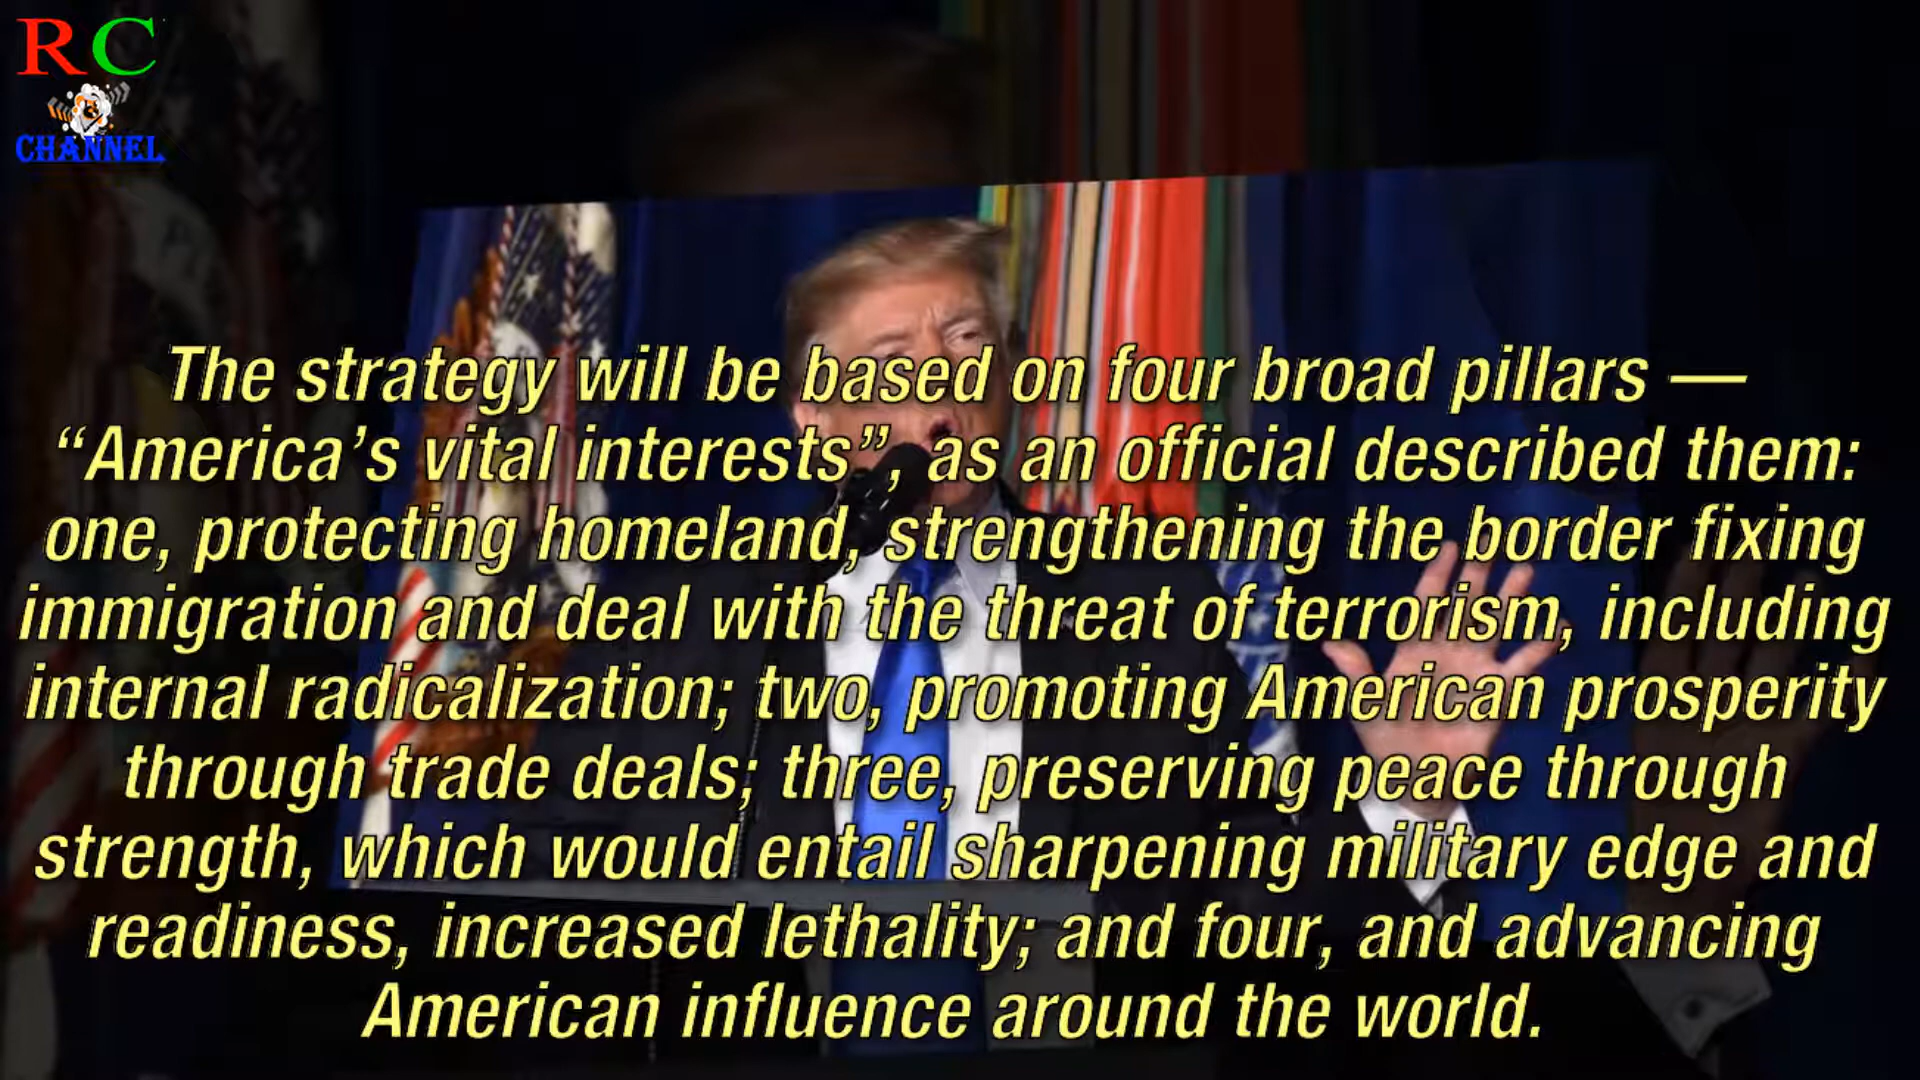 RC
CHANNEL
The strategy will be based on four broad pillars —
“America’s vital interests”, as an official described them:
one, protecting homeland, strengthening the border fixing
immigration and deal with the threat of terrorism, including
internal radicalization; two, promoting American prosperity
through trade deals; three, preserving peace through
strength, which would entail sharpening military edge and
readiness, increased lethality; and four, and advancing
American influence around the world.